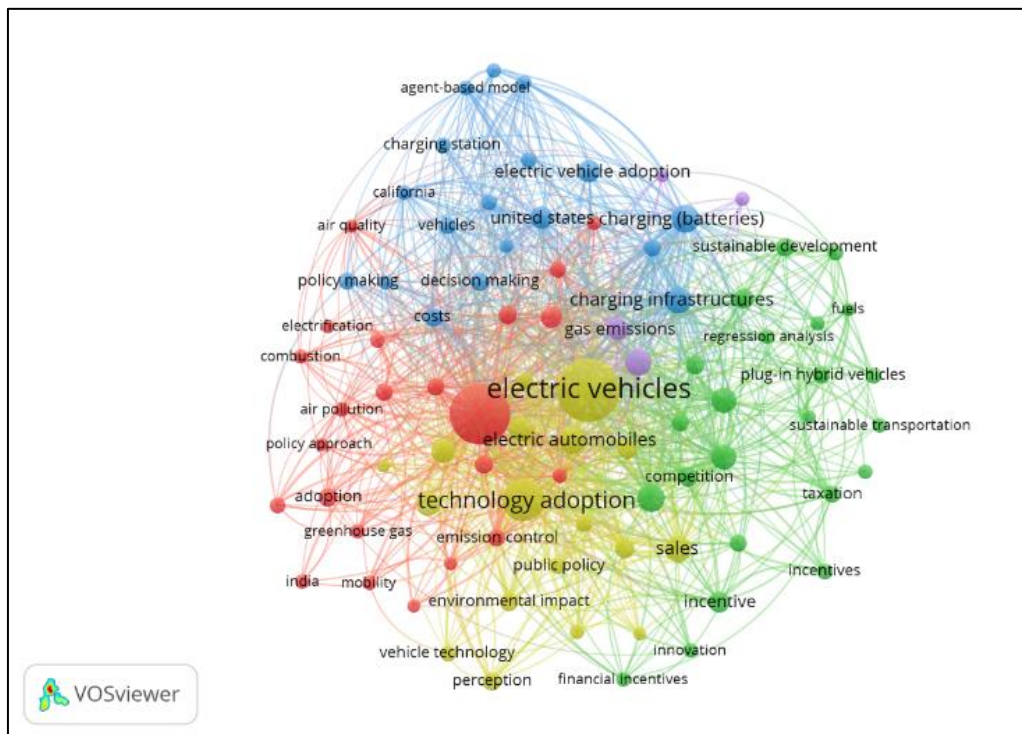 agent-based model
charging station
electric vehicle adoption
california
air quality
vehicles
united states
charging (batteries)
sustainable development
policy making
decision making
charging infrastructures
fuels
electrification
costs
gas emissions
regression analysis
combustion
plug-in hybrid vehicles
electric vehicles
air pollution
sustainable transportation
policy approach
electric automobiles
competition
adoption
technology adoption
taxation
greenhouse gas
emission control
sales
public policy
incentives
india
mobility
environmental impact
incentive
vehicle technology
innovation
perception
financial incentives
VOSviewer